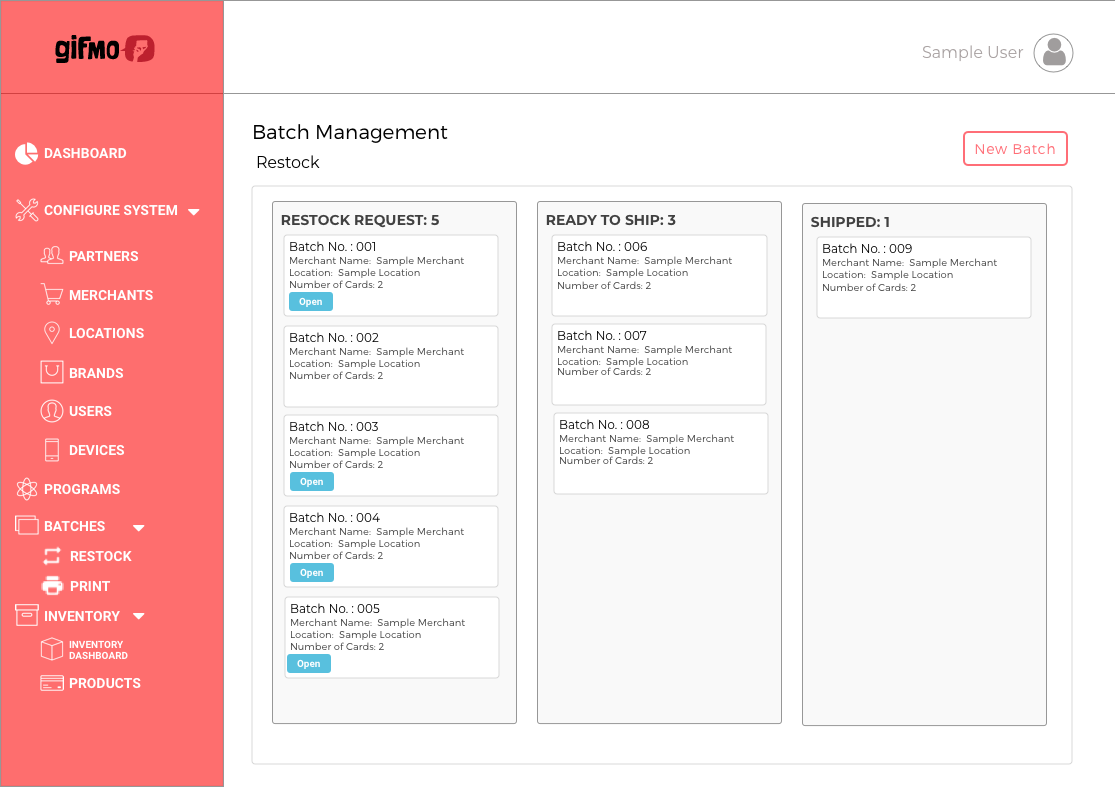 gifmo
Sample User
DASHBOARD
CONFIGURE SYSTEM
PARTNERS
MERCHANTS
LOCATIONS
BRANDS
USERS
DEVICES
PROGRAMS
BATCHES
RESTOCK
PRINT
INVENTORY
INVENTORY
DASHBOARD
PRODUCTS
Batch Management
Restock
New Batch
RESTOCK REQUEST: 5
Batch No. : 001
Merchant Name: Sample Merchant
Location: Sample Location
Number of Cards: 2
Open
Batch No. : 002
Merchant Name: Sample Merchant
Location: Sample Location
Number of Cards: 2
Batch No. : 003
Merchant Name: Sample Merchant
Location: Sample Location
Number of Cards: 2
Open
Batch No. : 004
Merchant Name: Sample Merchant
Location: Sample Location
Number of Cards: 2
Open
Batch No. : 005
Merchant Name: Sample Merchant
Location: Sample Location
Number of Cards: 2
Open
READY TO SHIP: 3
Batch No. : 006
Merchant Name: Sample Merchant
Location: Sample Location
Number of Cards: 2
Batch No. : 007
Merchant Name: Sample Merchant
Location: Sample Location
Number of Cards: 2
Batch No. : 008
Merchant Name: Sample Merchant
Location: Sample Location
Number of Cards: 2
SHIPPED: 1
Batch No. : 009
Merchant Name: Sample Merchant
Location: Sample Location
Number of Cards: 2